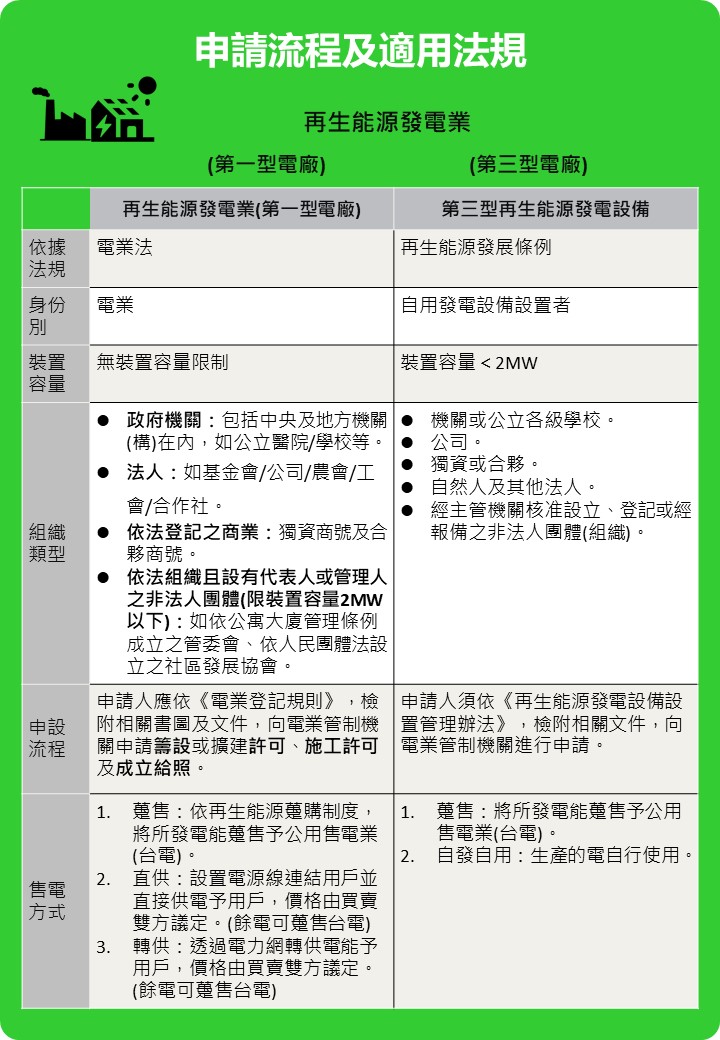 申請流程及適用法規
再生能源發電業
(第一型電廠)
(第三型電廠)
再生能源發電業(第一型電廠)
第三型再生能源發電設備
依據
法規
電業法
再生能源發展條例
身份
別
電業
自用發電設備設置者
裝置
容量
無裝置容量限制
裝置容量＜2MW
組織
類型
● 政府機關：包括中央及地方機關
(構)在內，如公立醫院/學校等。
● 法人：如基金會/公司/農會/工
會/合作社。
● 依法登記之商業：獨資商號及合
夥商號。
● 依法組織且設有代表人或管理人
之非法人團體(限裝置容量2MW
以下)：如依公寓大廈管理條例
成立之管委會、依人民團體法設
立之社區發展協會。
● 機關或公立各級學校。
● 公司。
● 獨資或合夥。
● 自然人及其他法人。
● 經主管機關核准設立、登記或經
報備之非法人團體(組織)。
申設
流程
申請人應依《電業登記規則》，檢
附相關書圖及文件，向電業管制機
關申請籌設或擴建許可、施工許可
及成立給照。
申請人須依《再生能源發電設備設
置管理辦法》，檢附相關文件，向
電業管制機關進行申請。
售電
方式
1. 躉售：依再生能源躉購制度，
將所發電能躉售予公用售電業
(台電)。
2. 直供：設置電源線連結用戶並
直接供電予用戶，價格由買賣
雙方議定。(餘電可躉售台電)
3. 轉供：透過電力網轉供電能予
用戶，價格由買賣雙方議定。
(餘電可躉售台電)
1. 躉售：將所發電能躉售予公用
售電業(台電)。
2. 自發自用：生產的電自行使用。